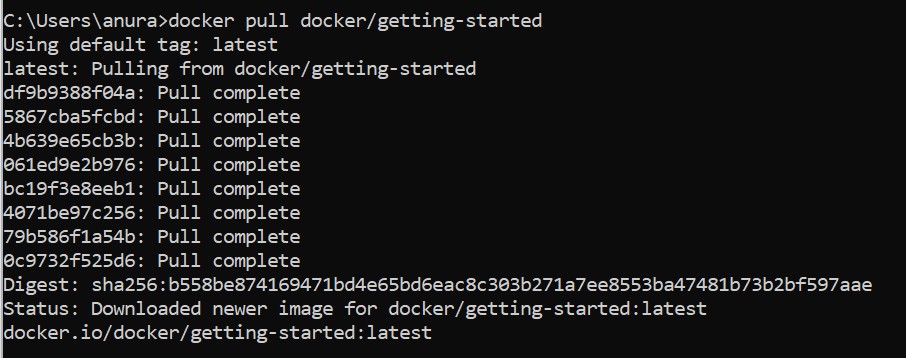 C:\Users\anura>docker pull docker/getting-started
Using default tag: latest
latest: Pulling from docker/getting-started
df9b9388f04a: Pull complete
5867cba5fcbd: Pull complete
4b639e65cb3b: Pull complete
061ed9e2b976: Pull complete
bc19f3e8eeb1: Pull complete
4071be97c256: Pull complete
79b586f1a54b: Pull complete
0c9732f525d6: Pull complete
Digest: sha256:b558be874169471bd4e65bd6eac8c303b271a7ee8553ba47481b73b2bf597aae
Status: Downloaded newer image for docker/getting-started:latest
docker.io/docker/getting-started:latest